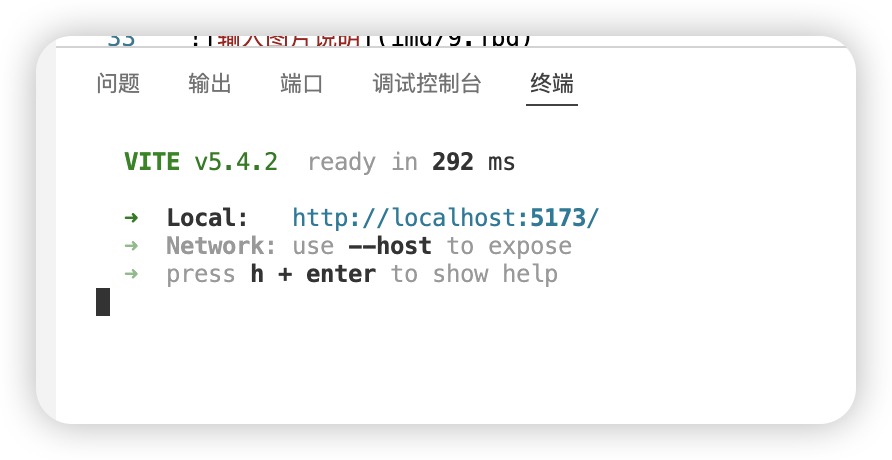 33 ![输入图片说明](img/9.jpg)
问题 输出 端口 调试控制台 终端
VITE v5.4.2 ready in 292 ms
➜ Local: http://localhost:5173/
➜ Network: use --host to expose
➜ press h + enter to show help